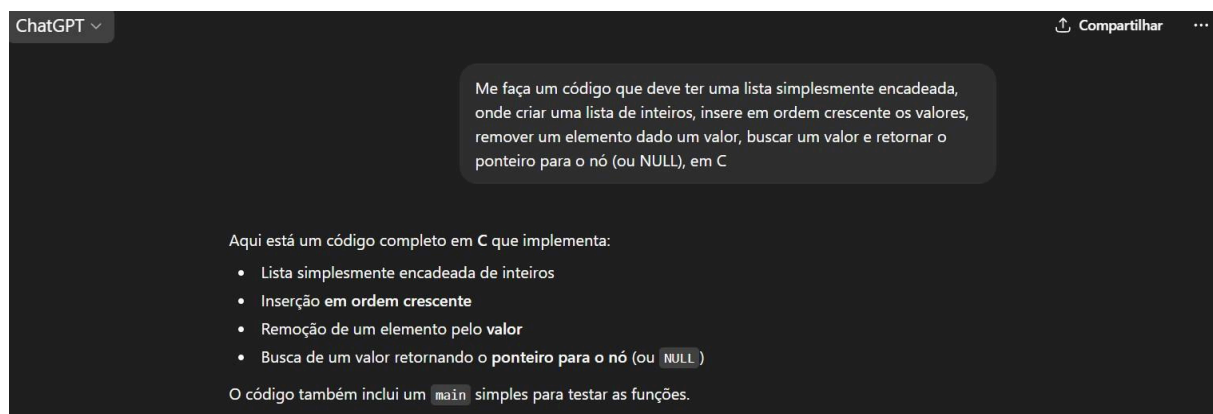 ChatGPT
Compartilhar
Me faça um código que deve ter uma lista simplesmente encadeada,
onde criar uma lista de inteiros, insere em ordem crescente os valores,
remover um elemento dado um valor, buscar um valor e retornar o
ponteiro para o nó (ou NULL), em C
Aqui está um código completo em C que implementa:
• Lista simplesmente encadeada de inteiros
• Inserção em ordem crescente
• Remoção de um elemento pelo valor
• Busca de um valor retornando o ponteiro para o nó (ou NULL)
O código também inclui um main simples para testar as funções.